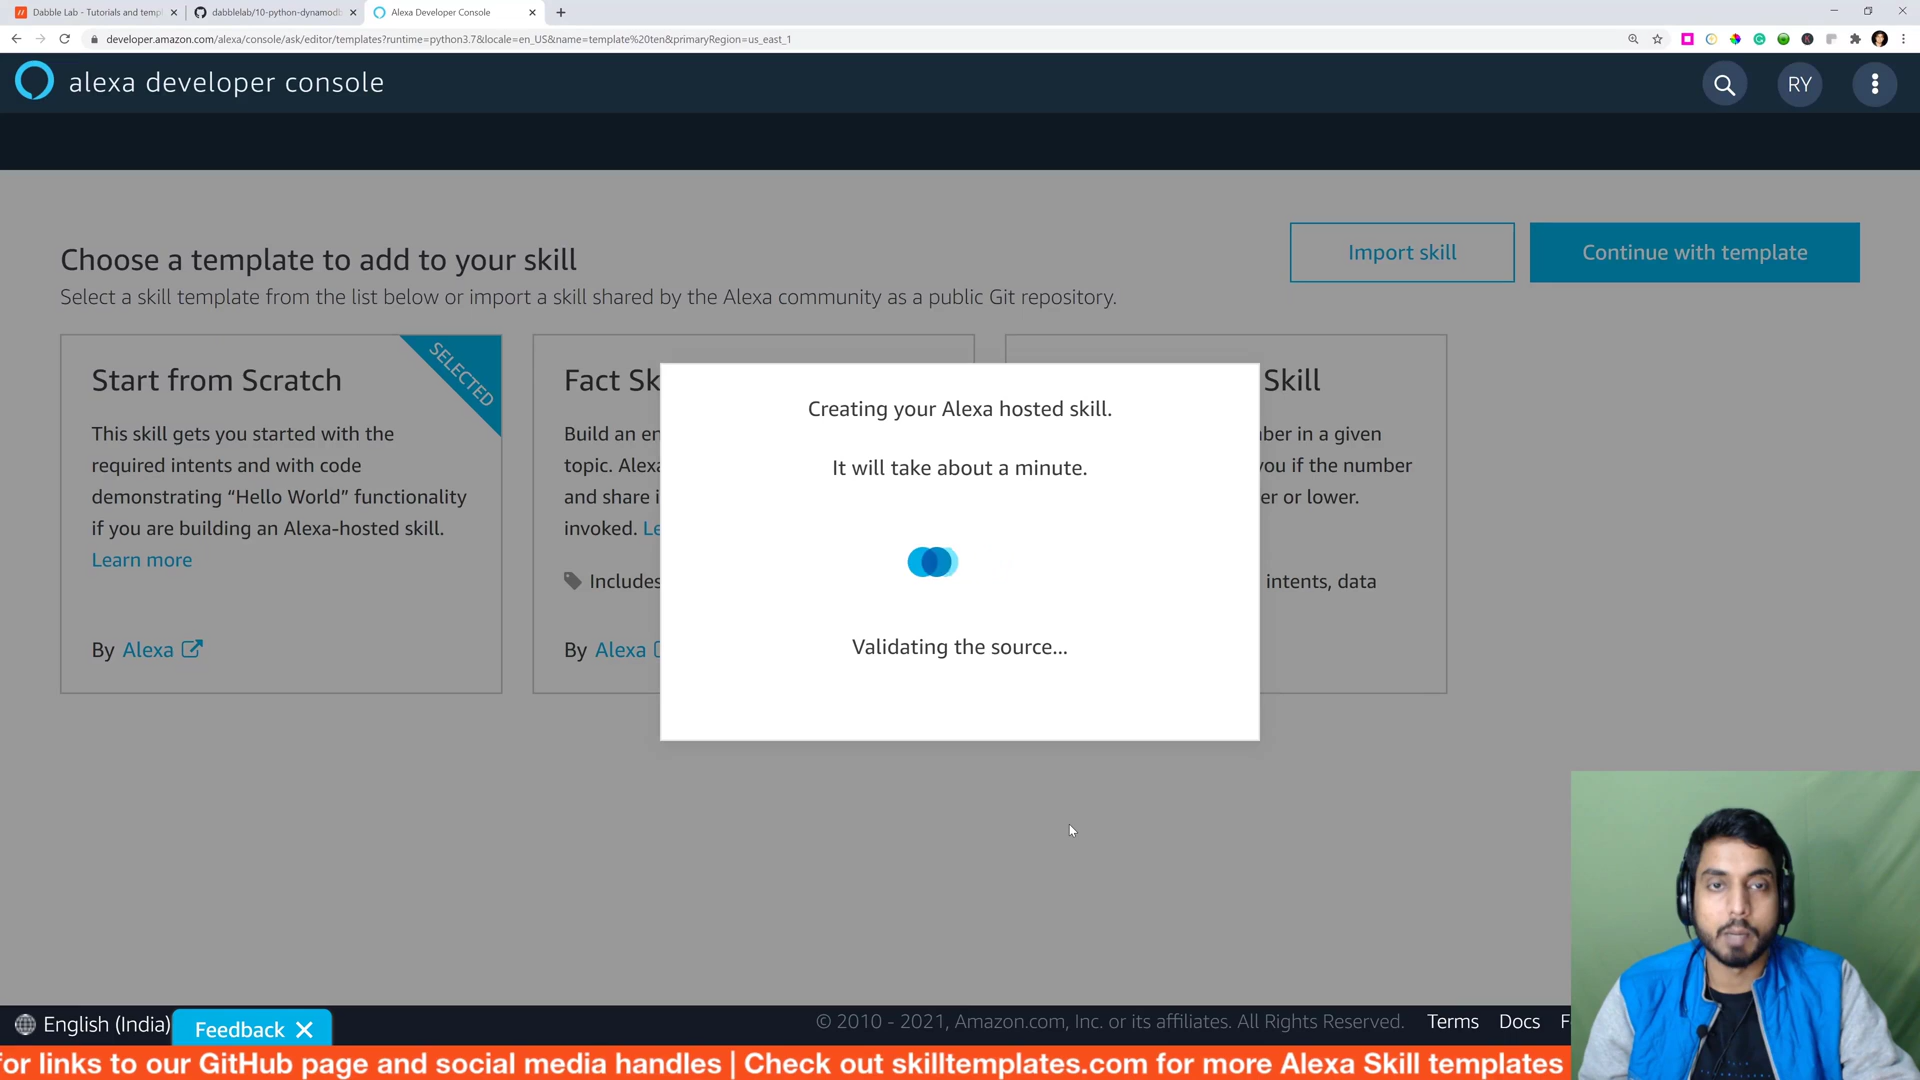 Dabble Lab - Tutorials and temp
dabblelab/10-python-dynamodb
Alexa Developer Console
developer.amazon.com/alexa/console/ask/editor/templates?runtime=python3.7&locale=en_US&name=template%20ten&primaryRegion=us_east_1
alexa developer console
RY
Choose a template to add to your skill
Import skill
Continue with template
Select a skill template from the list below or import a skill shared by the Alexa community as a public Git repository.
SELECTED
Start from Scratch
This skill gets you started with the
required intents and with code
demonstrating “Hello World” functionality
if you are building an Alexa-hosted skill.
Learn more
By Alexa
Fact Sk
Build an en
topic. Alexa
and share i
invoked. Le
Includes
By Alexa
Skill
ber in a given
you if the number
er or lower.
intents, data
Creating your Alexa hosted skill.
It will take about a minute.
Validating the source...
English (India)
Feedback
© 2010 - 2021, Amazon.com, Inc. or its affiliates. All Rights Reserved.
Terms
Docs
F
for links to our GitHub page and social media handles | Check out skilltemplates.com for more Alexa Skill templates